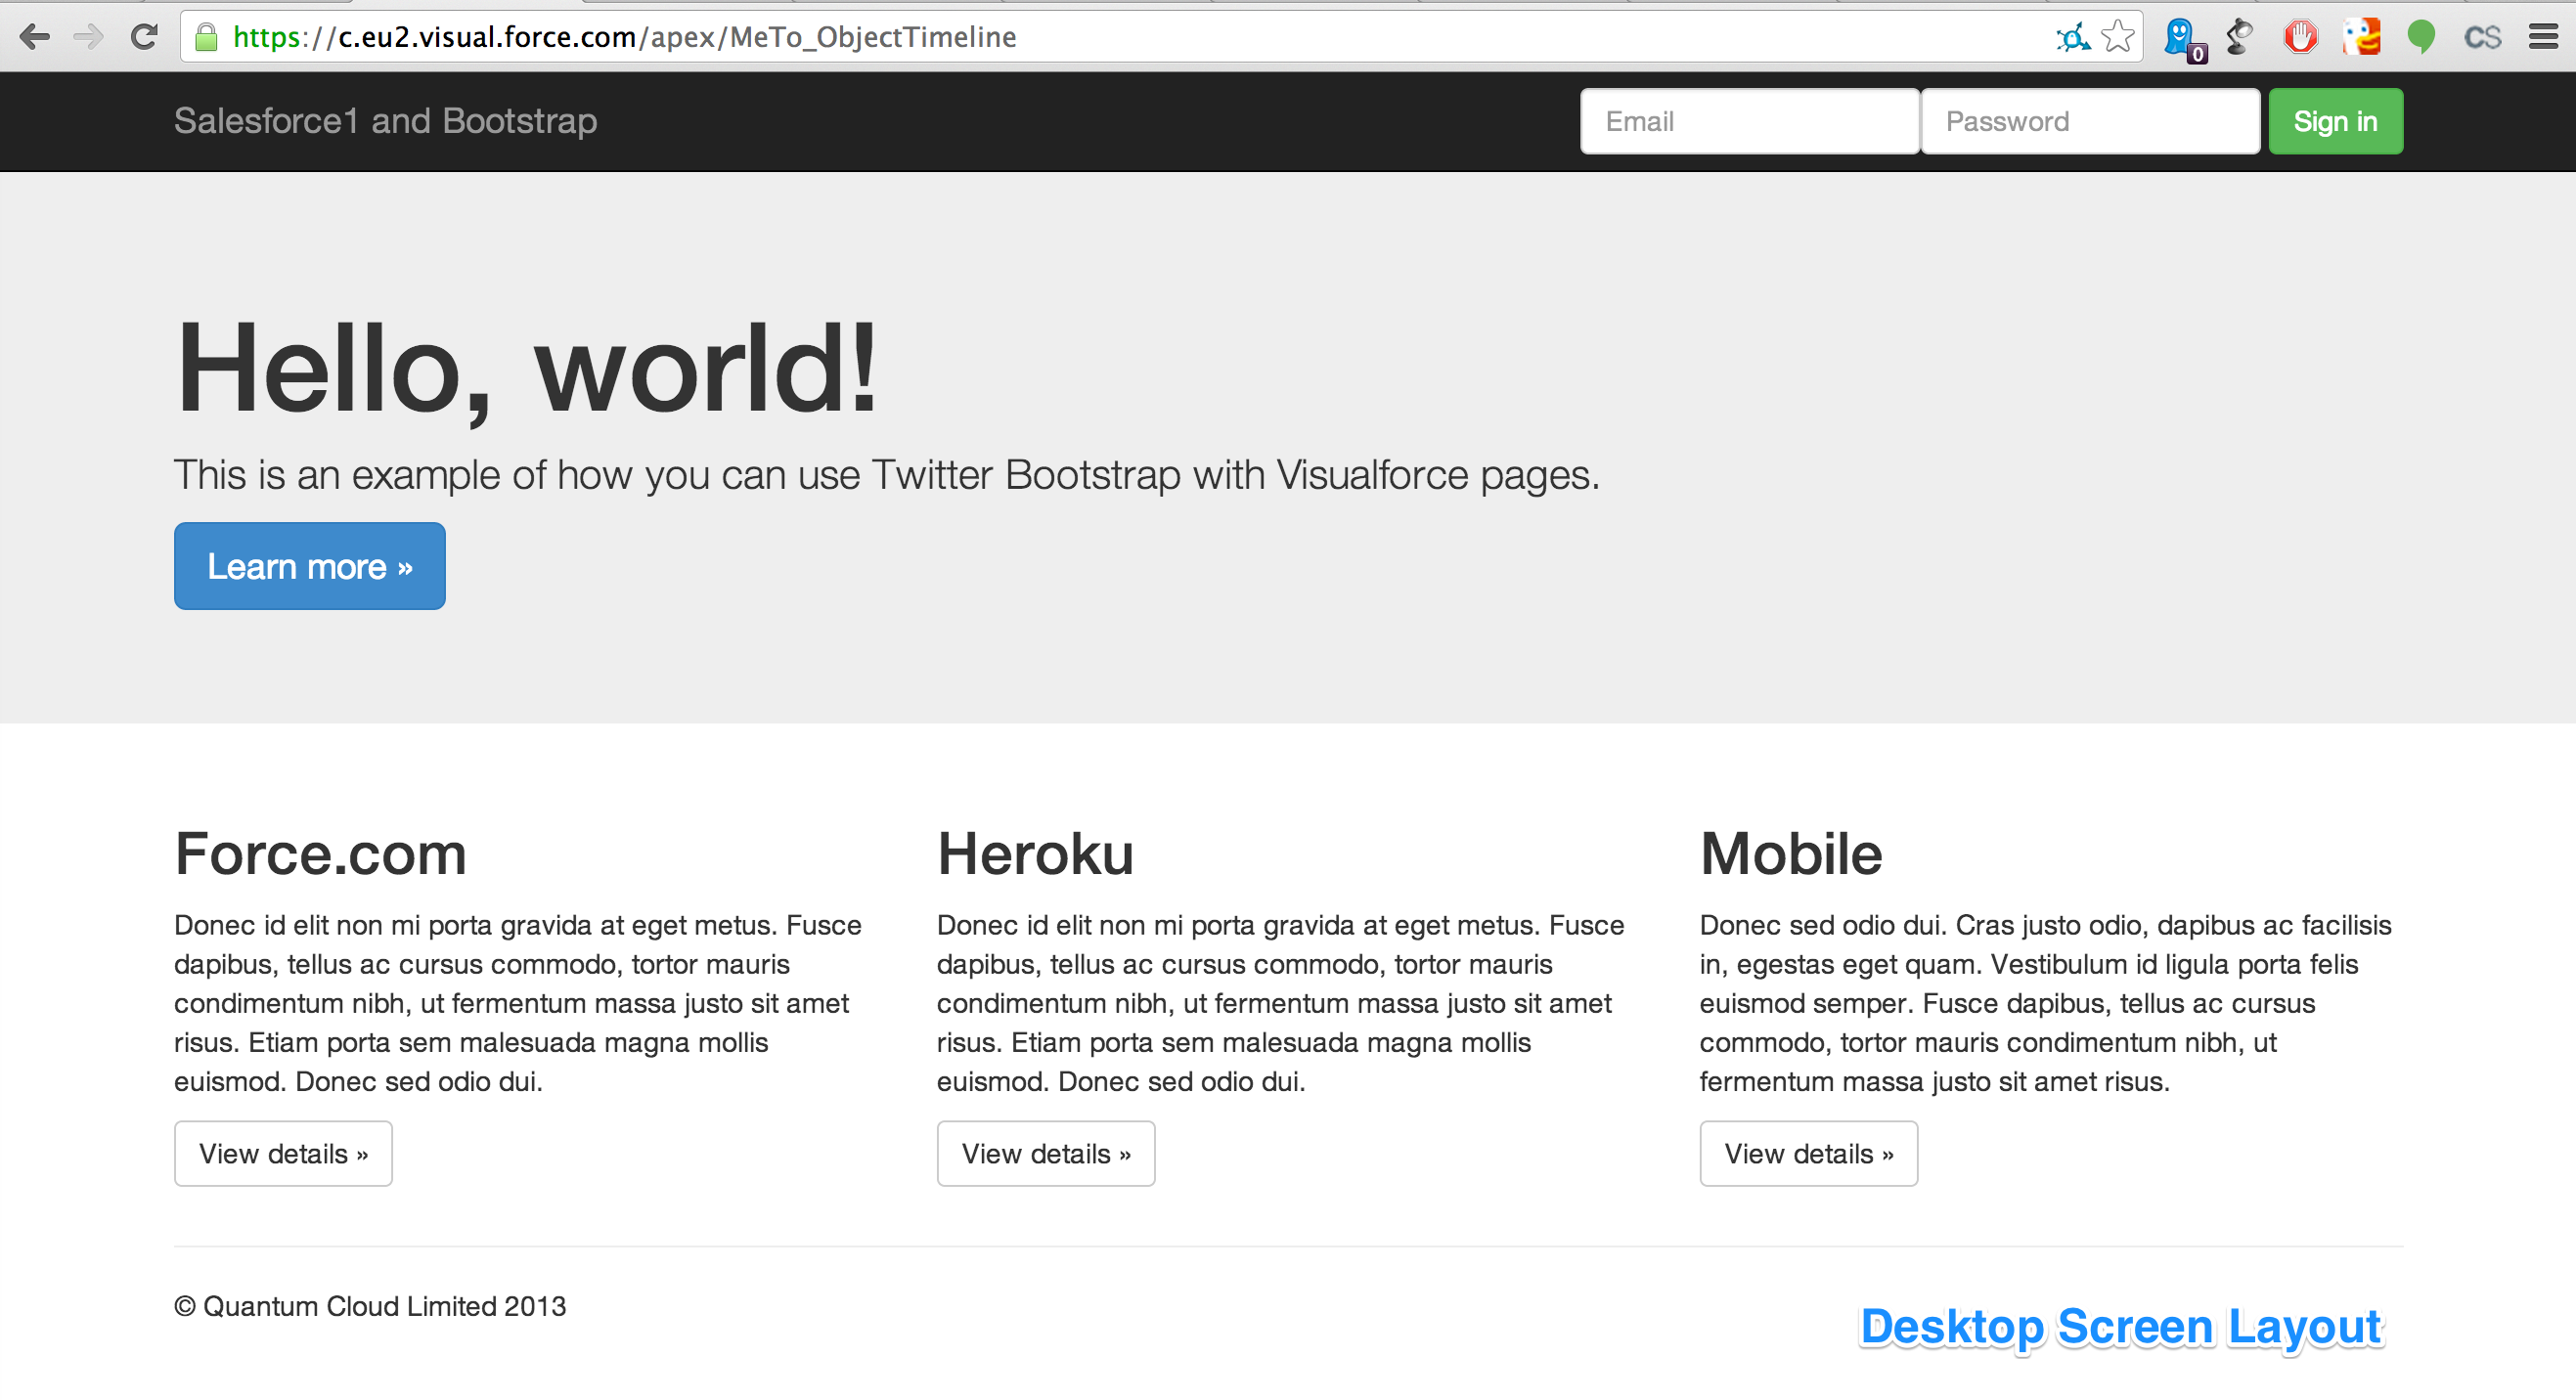 https://c.eu2.visual.force.com/apex/MeTo_ObjectTimeline
0
CS
Salesforce1 and Bootstrap
Email
Password
Sign in
Hello, world!
This is an example of how you can use Twitter Bootstrap with Visualforce pages.
Learn more »
Force.com
Donec id elit non mi porta gravida at eget metus. Fusce
dapibus, tellus ac cursus commodo, tortor mauris
condimentum nibh, ut fermentum massa justo sit amet
risus. Etiam porta sem malesuada magna mollis
euismod. Donec sed odio dui.
View details »
Heroku
Donec id elit non mi porta gravida at eget metus. Fusce
dapibus, tellus ac cursus commodo, tortor mauris
condimentum nibh, ut fermentum massa justo sit amet
risus. Etiam porta sem malesuada magna mollis
euismod. Donec sed odio dui.
View details »
Mobile
Donec sed odio dui. Cras justo odio, dapibus ac facilisis
in, egestas eget quam. Vestibulum id ligula porta felis
euismod semper. Fusce dapibus, tellus ac cursus
commodo, tortor mauris condimentum nibh, ut
fermentum massa justo sit amet risus.
View details »
© Quantum Cloud Limited 2013
Desktop Screen Layout